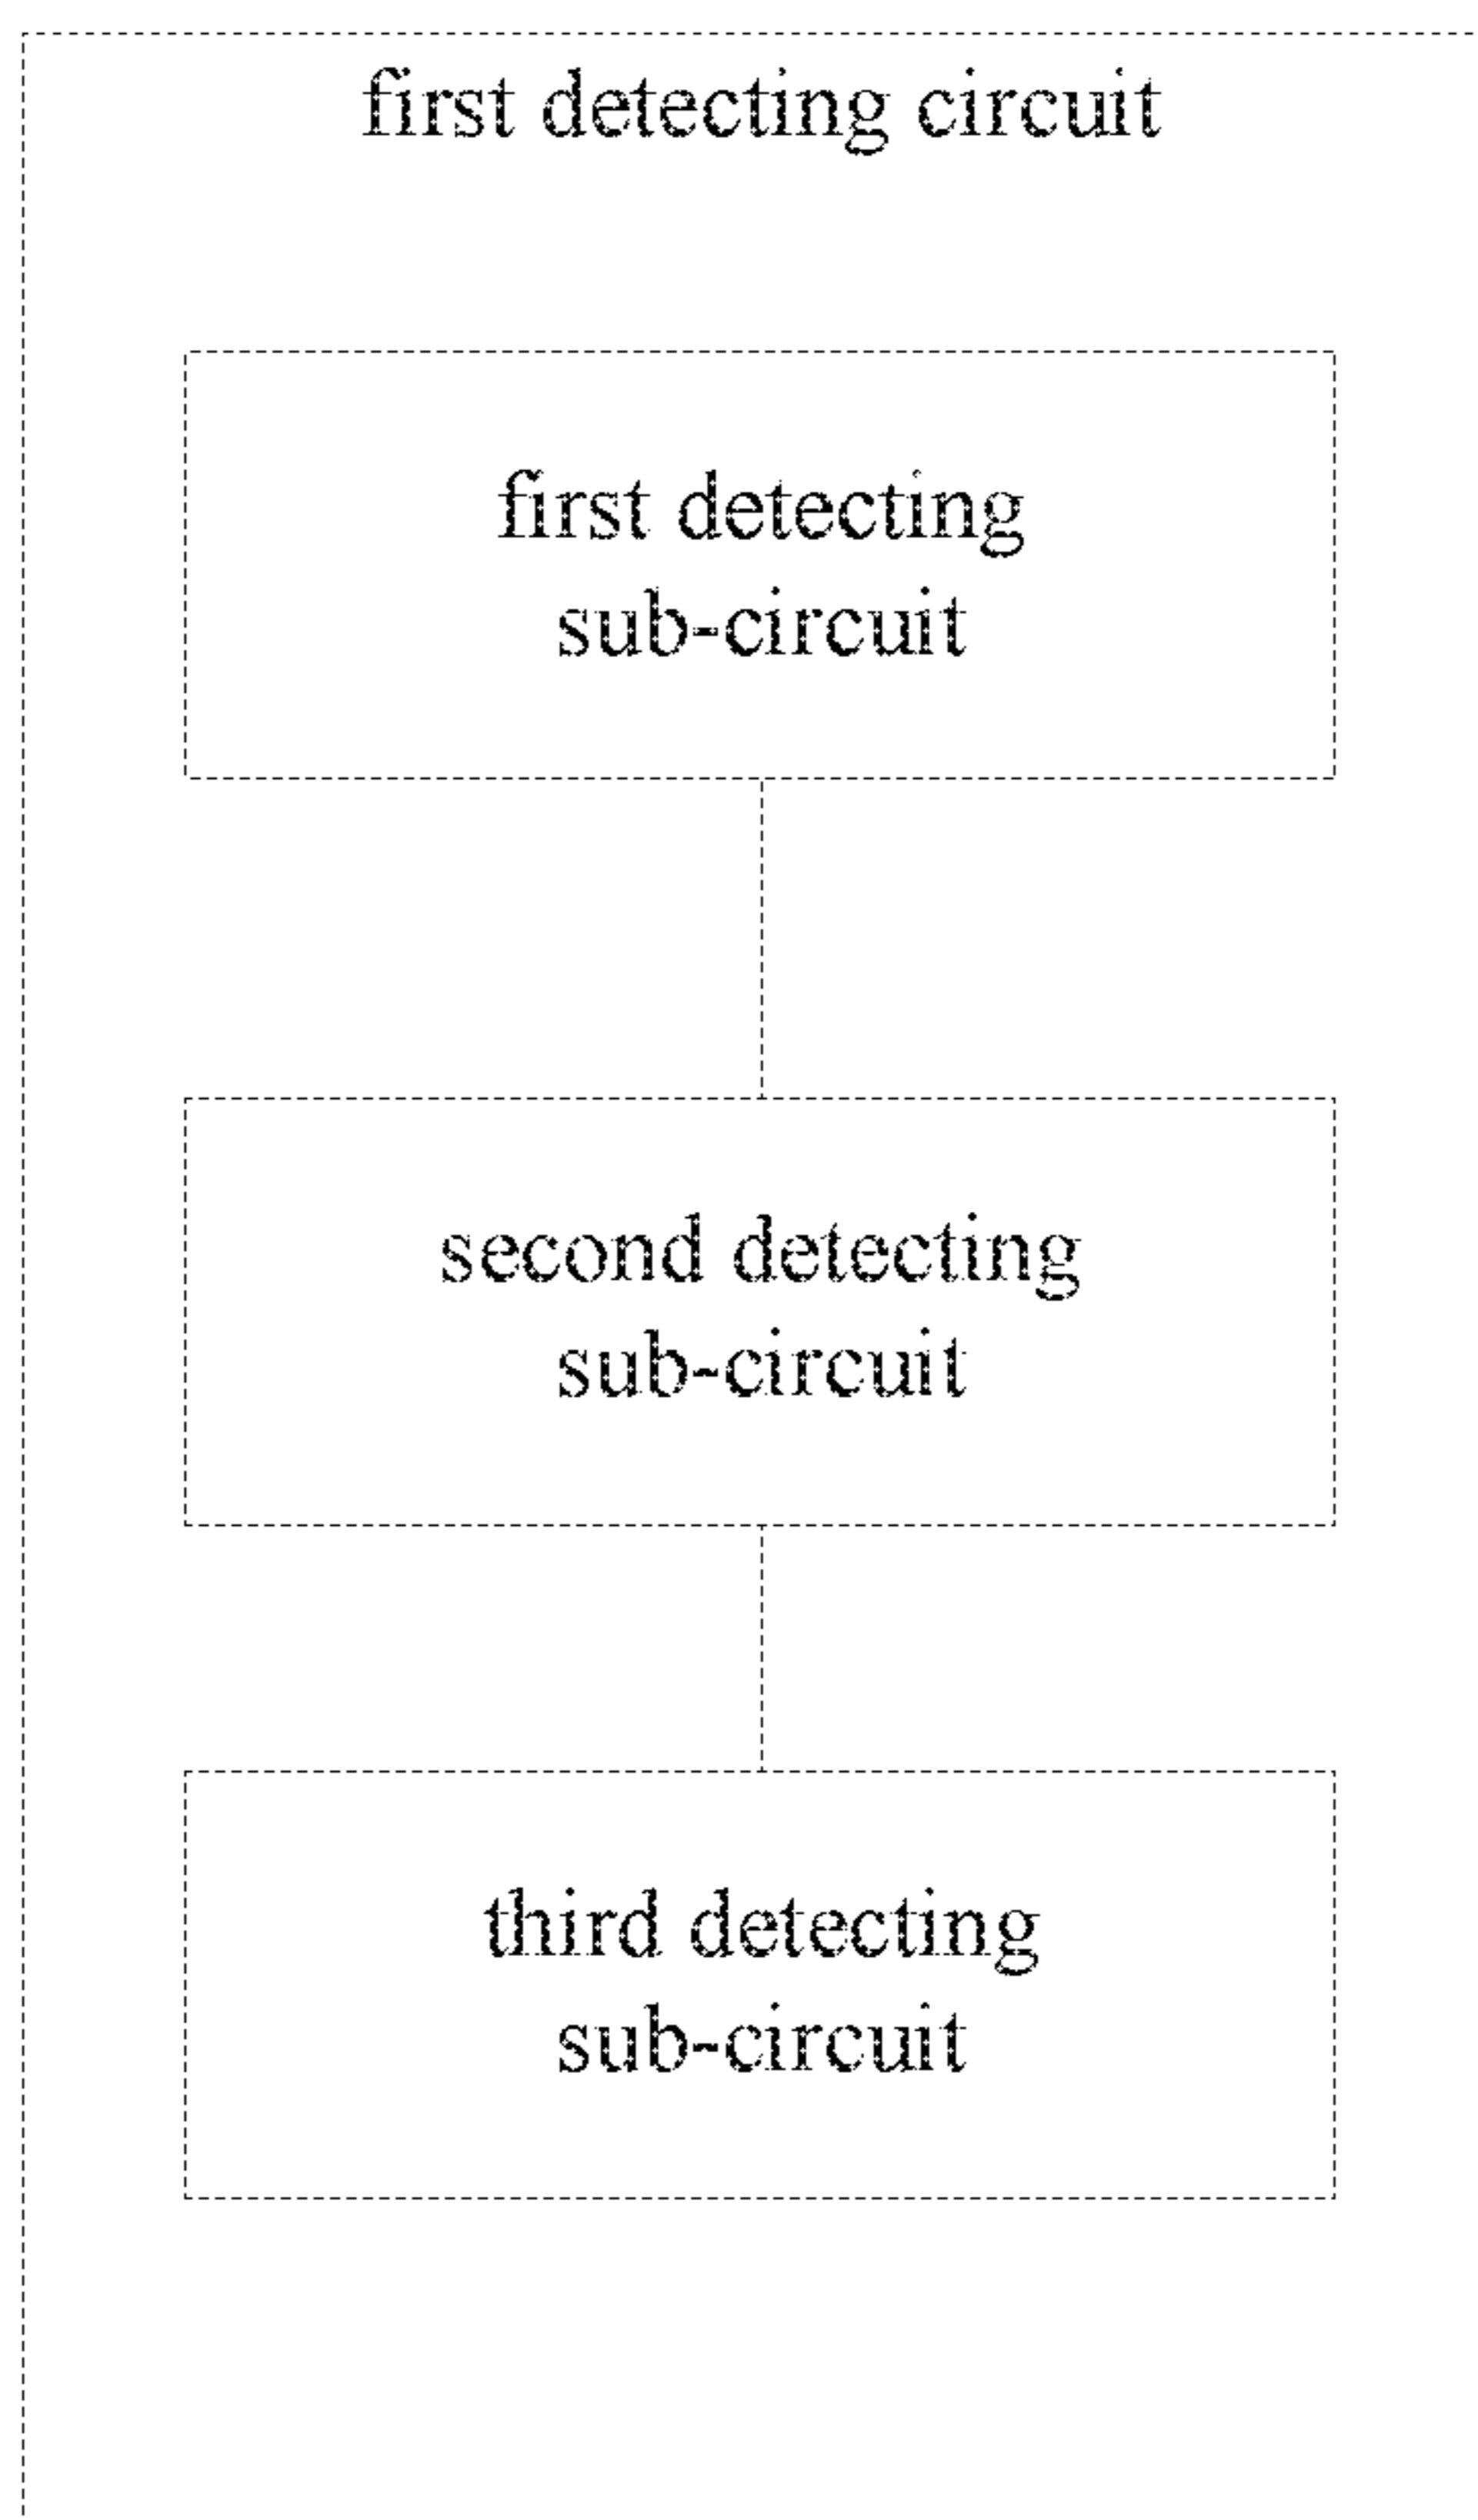 first detecting circuit
first detecting
sub-circuit
second detecting
sub-circuit
third detecting
sub-circuit